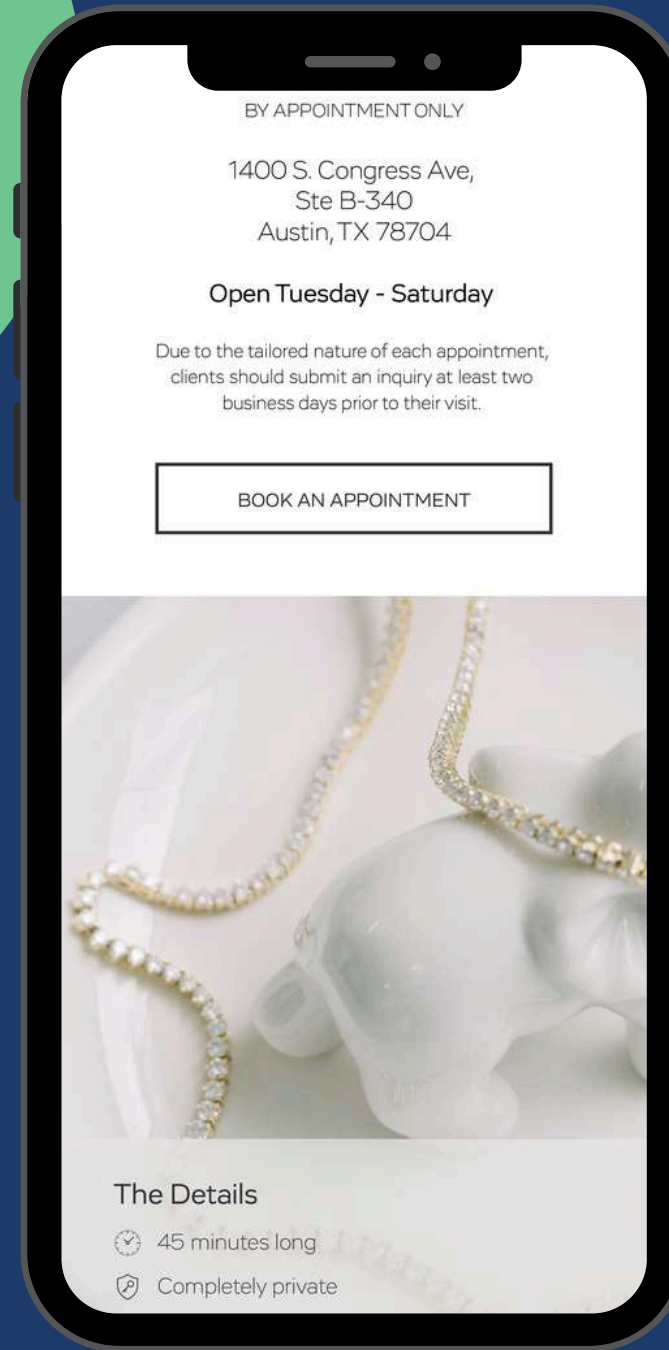 BY APPOINTMENT ONLY
1400 S. Congress Ave,
Ste B-340
Austin, TX 78704
Open Tuesday - Saturday
Due to the tailored nature of each appointment,
clients should submit an inquiry at least two
business days prior to their visit.
BOOK AN APPOINTMENT
The Details
45 minutes long
Completely private